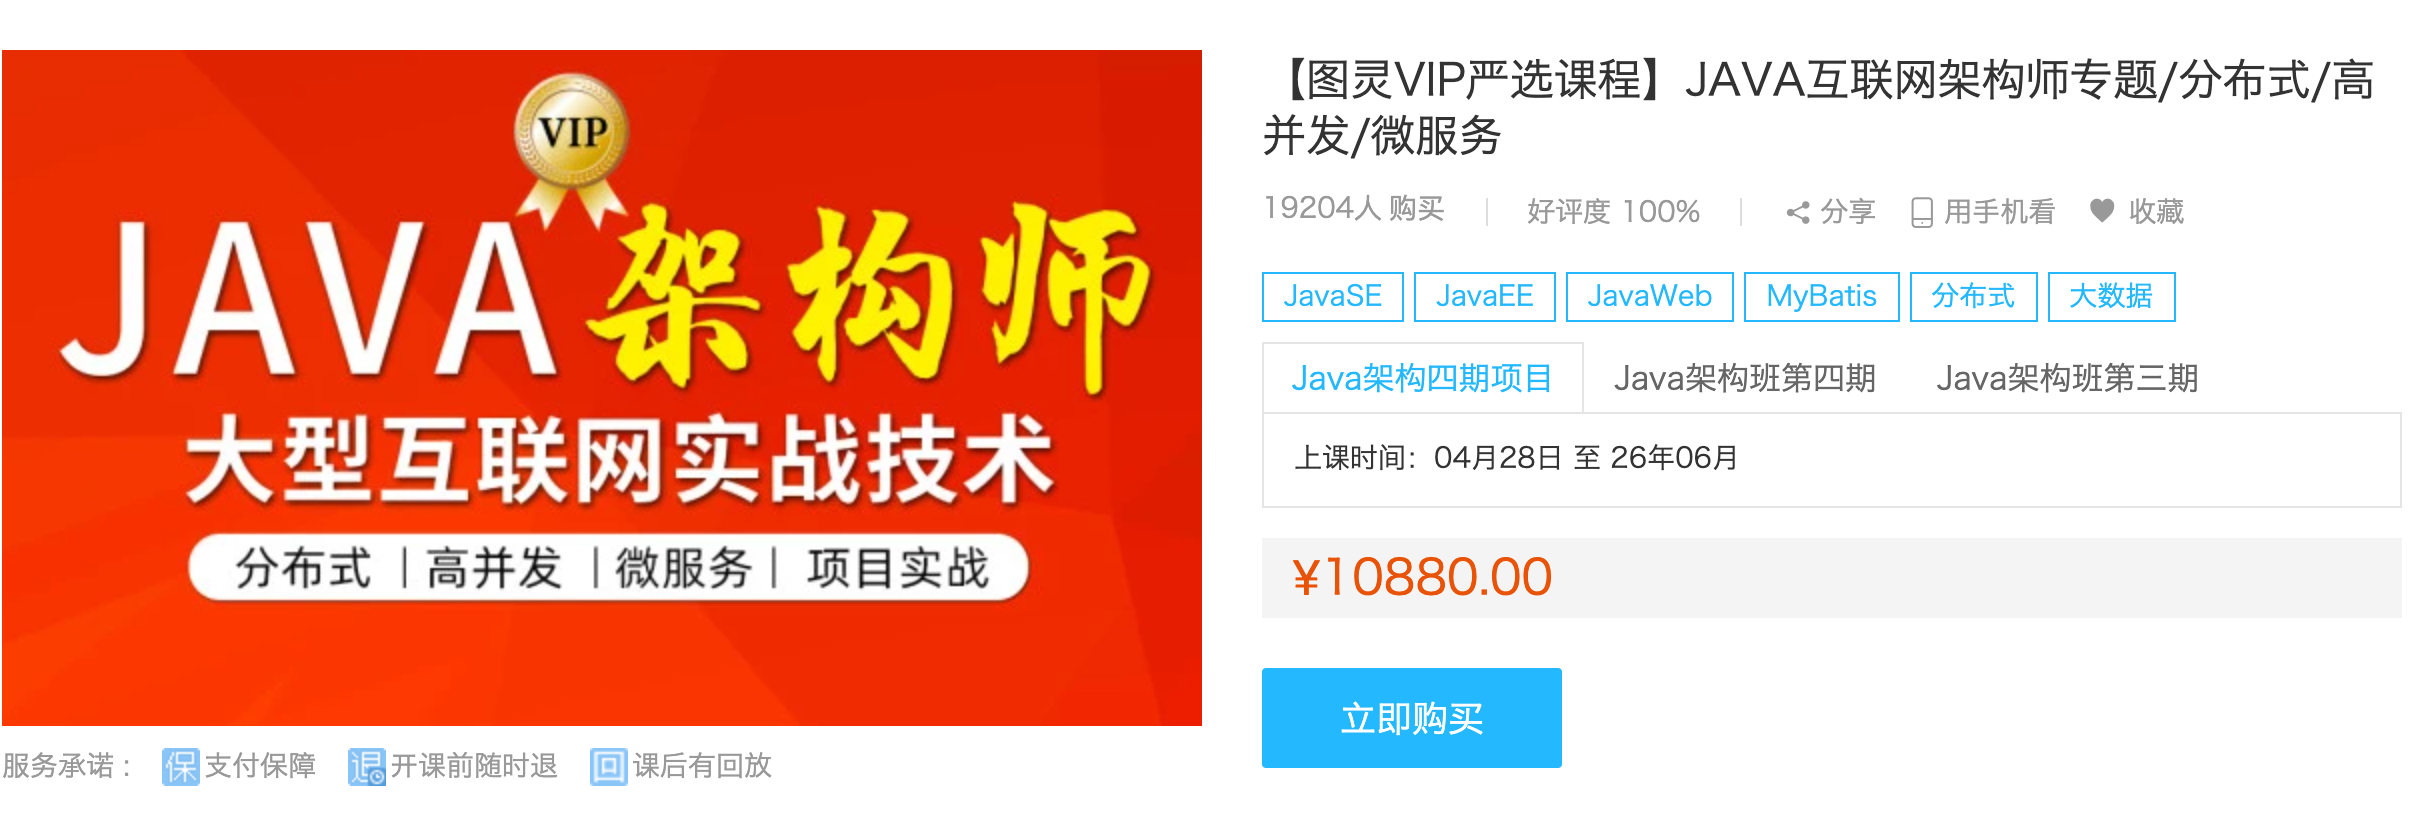 VIP
JAVA架构师
大型互联网实战技术
分布式 | 高并发 | 微服务 | 项目实战
服务承诺： 保 支付保障 退 开课前随时退 回 课后有回放
【图灵VIP严选课程】JAVA互联网架构师专题/分布式/高
并发/微服务
19204人 购买 好评度 100% 分享 用手机看 收藏
JavaSE JavaEE JavaWeb MyBatis 分布式 大数据
Java架构四期项目 Java架构班第四期 Java架构班第三期
上课时间：04月28日 至 26年06月
¥10880.00
立即购买